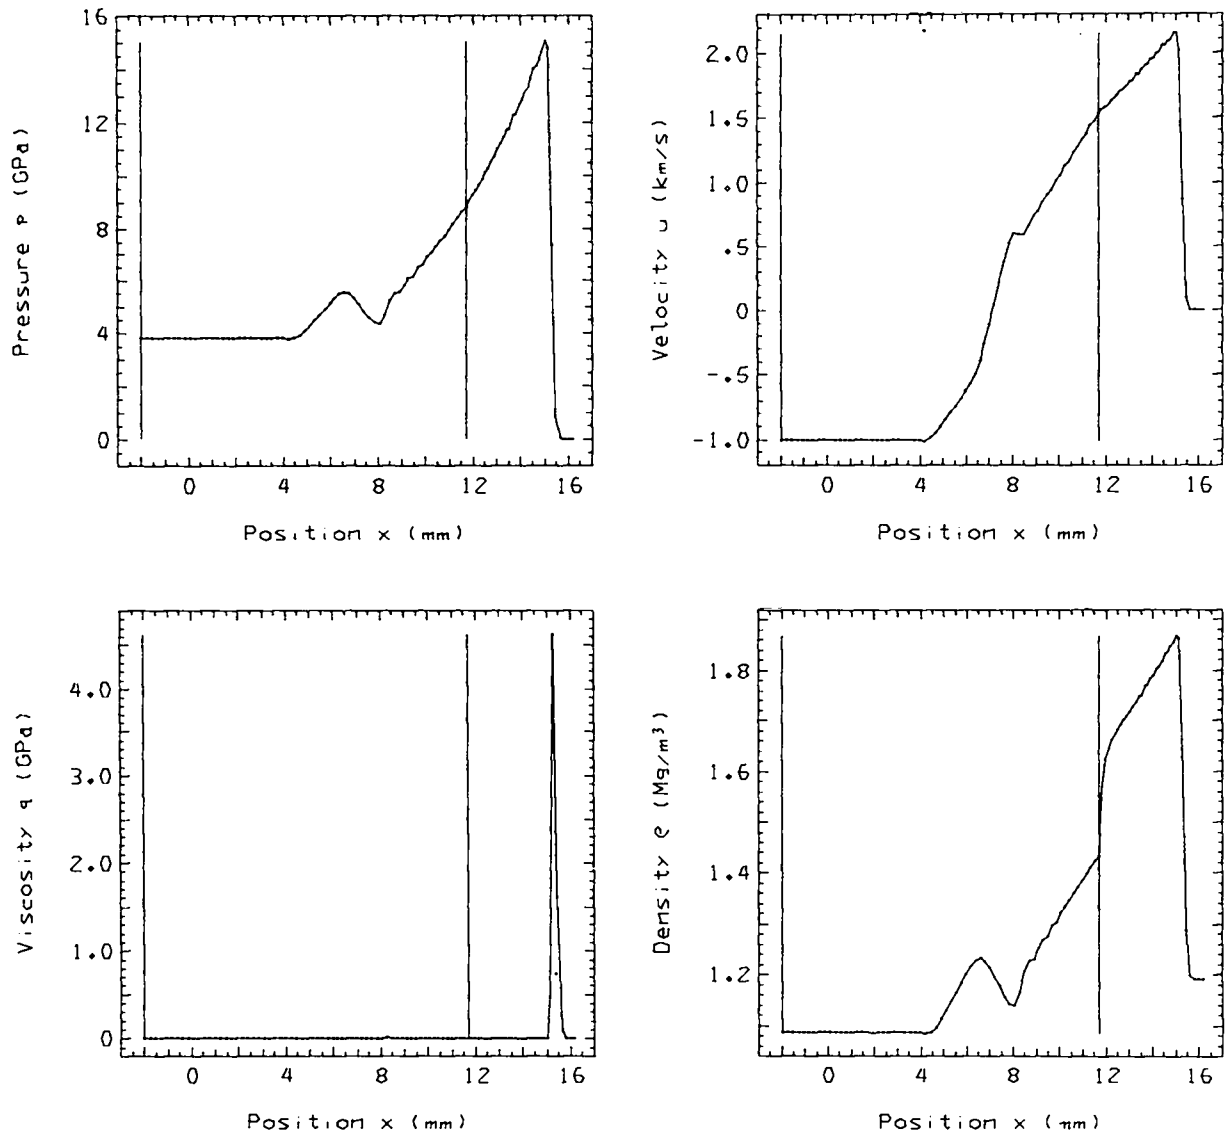 16
12
8
4
0
Pressure p (GPa)
0 4 8 12 16
Position x (mm)
2.0
1.5
1.0
.5
0
-.5
-1.0
Velocity u (km/s)
0 4 8 12 16
Position x (mm)
4.0
3.0
2.0
1.0
0
Viscosity q (GPa)
0 4 8 12 16
Position x (mm)
1.8
1.6
1.4
1.2
Density ρ (Mg/m³)
0 4 8 12 16
Position x (mm)